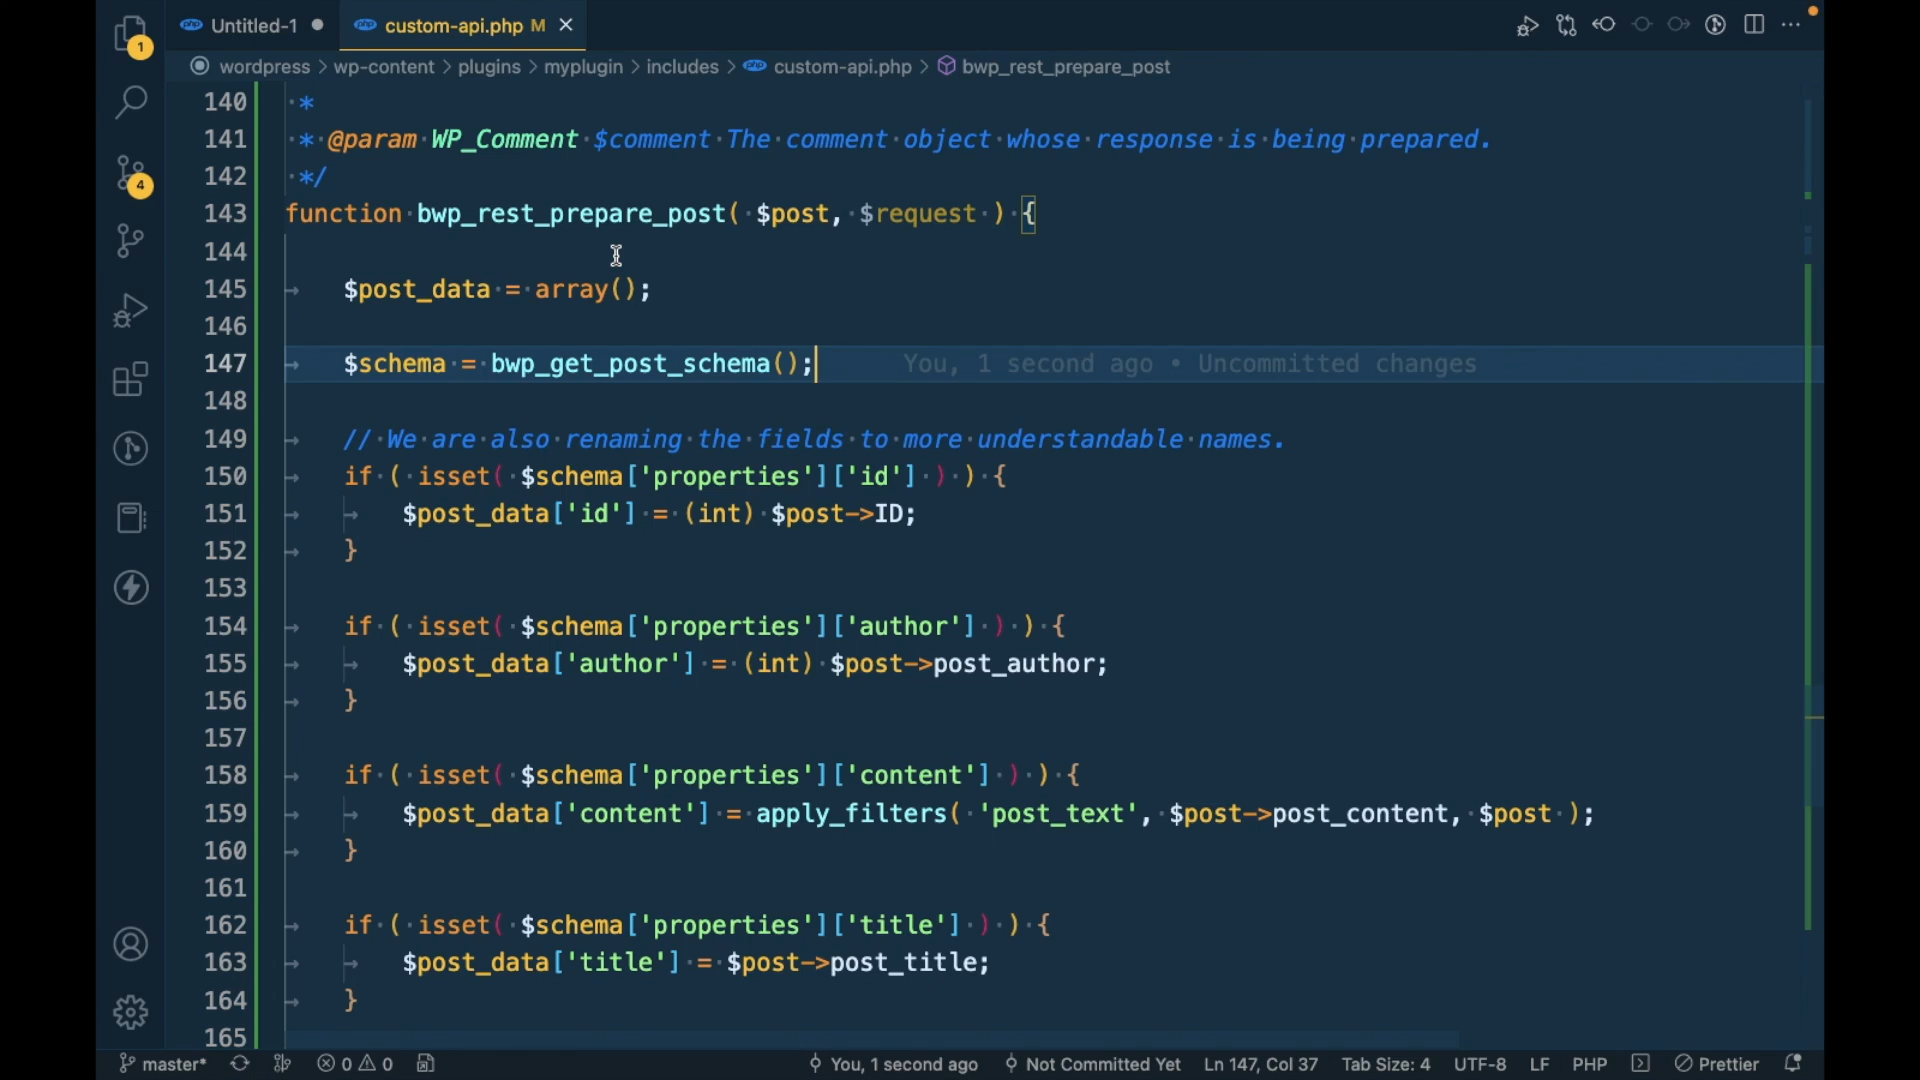 Untitled-1
custom-api.php M
1
wordpress > wp-content > plugins > myplugin > includes > custom-api.php > bwp_rest_prepare_post
140 *
141 * @param WP_Comment $comment The comment object whose response is being prepared.
142 */
143 function bwp_rest_prepare_post( $post, $request ) {
144
145 $post_data = array();
146
147 $schema = bwp_get_post_schema(); You, 1 second ago • Uncommitted changes
148
149 // We are also renaming the fields to more understandable names.
150 if ( isset( $schema['properties']['id'] ) ) {
151 $post_data['id'] = (int) $post->ID;
152 }
153
154 if ( isset( $schema['properties']['author'] ) ) {
155 $post_data['author'] = (int) $post->post_author;
156 }
157
158 if ( isset( $schema['properties']['content'] ) ) {
159 $post_data['content'] = apply_filters( 'post_text', $post->post_content, $post );
160 }
161
162 if ( isset( $schema['properties']['title'] ) ) {
163 $post_data['title'] = $post->post_title;
164 }
165
4
master* 0 0 You, 1 second ago Not Committed Yet Ln 147, Col 37 Tab Size: 4 UTF-8 LF PHP Prettier